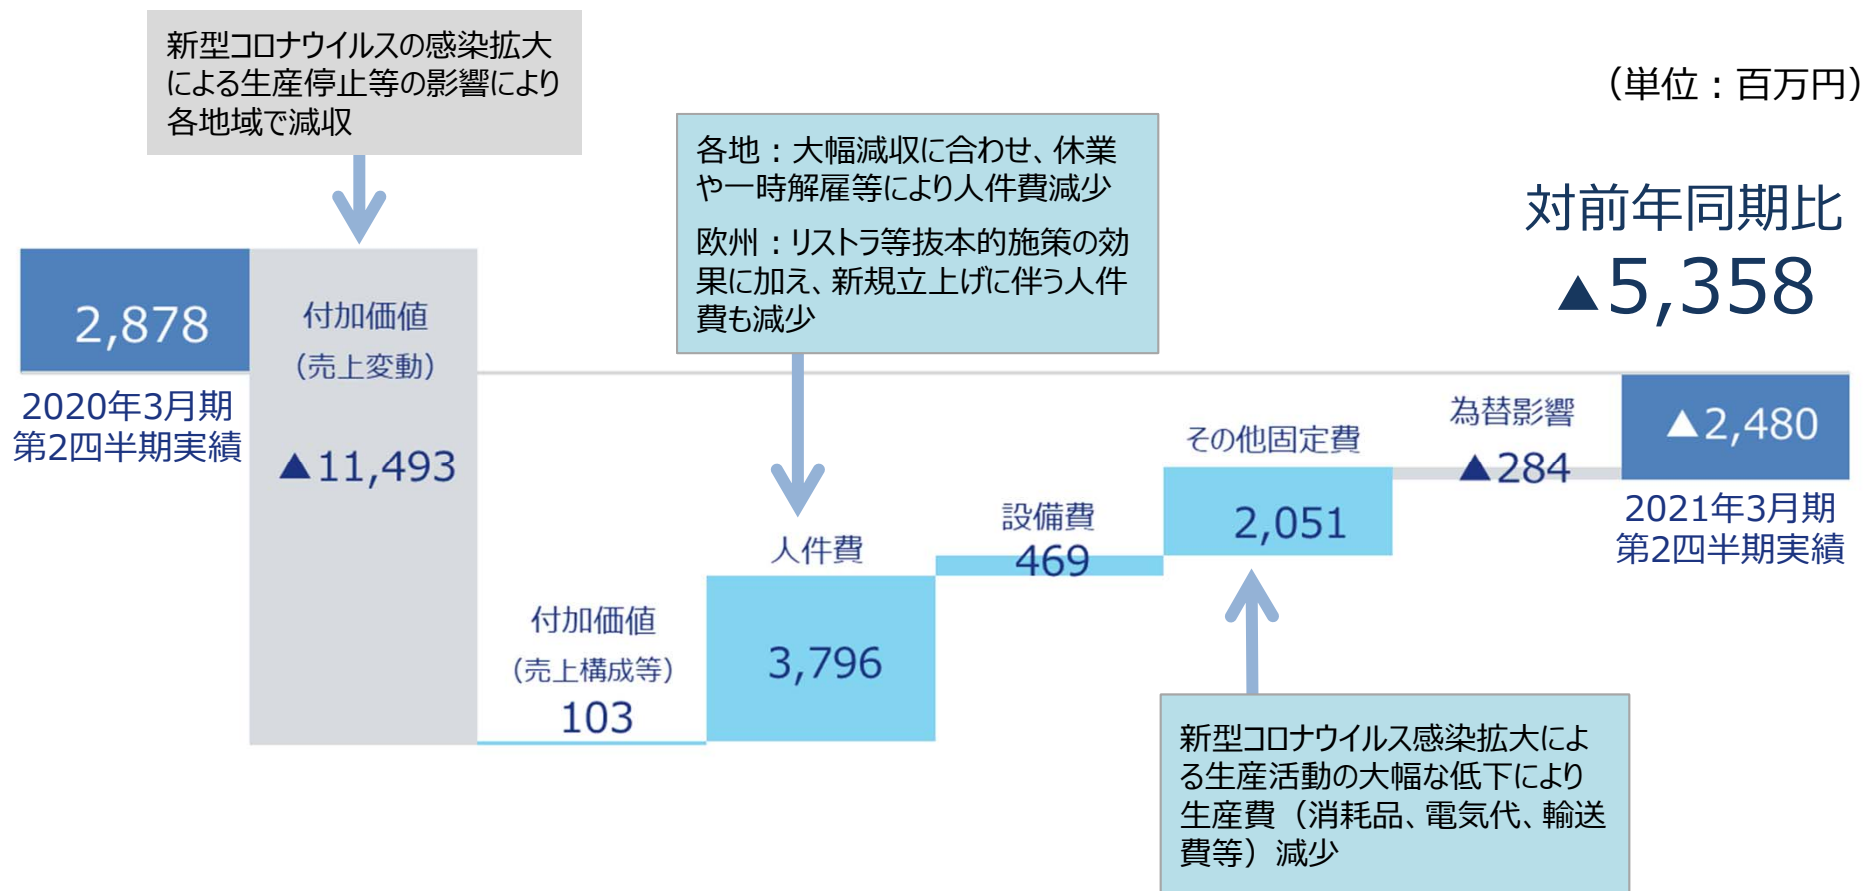 新型コロナウイルスの感染拡大
による生産停止等の影響により
各地域で減収
（単位：百万円）
各地：大幅減収に合わせ、休業
や一時解雇等により人件費減少
欧州：リストラ等抜本的施策の効
果に加え、新規立上げに伴う人件
費も減少
対前年同期比
▲5,358
2,878
2020年3月期
第2四半期実績
付加価値
（売上変動）
▲11,493
付加価値
（売上構成等）
103
人件費
3,796
設備費
469
その他固定費
2,051
為替影響
▲284
▲2,480
2021年3月期
第2四半期実績
新型コロナウイルス感染拡大によ
る生産活動の大幅な低下により
生産費（消耗品、電気代、輸送
費等）減少